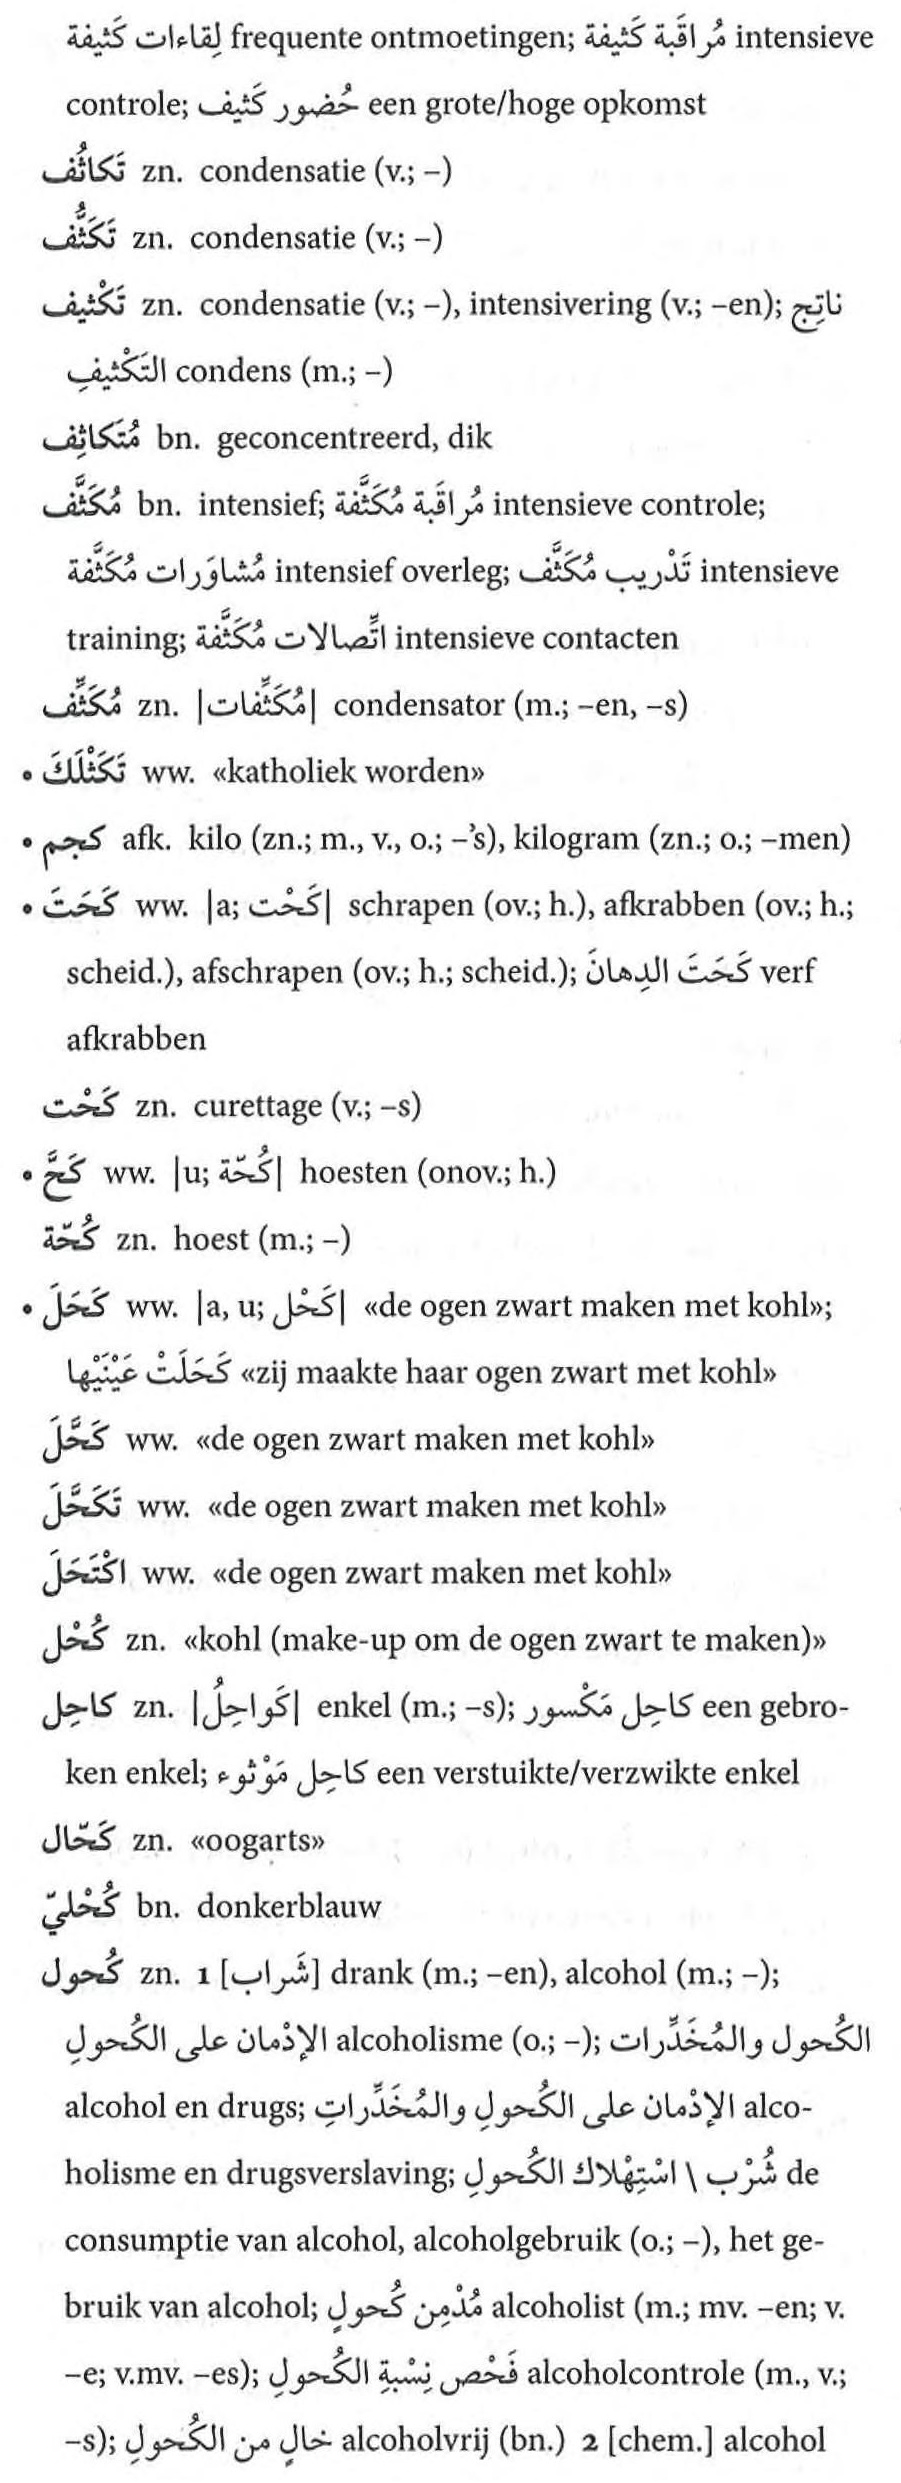 لِقاءات كَثيفة frequente ontmoetingen; مُراقَبة كَثيفة intensieve
controle; حُضور كَثيف een grote/hoge opkomst
تَكاثُف zn. condensatie (v.; –)
تَكَثُّف zn. condensatie (v.; –)
تَكْثيف zn. condensatie (v.; –), intensivering (v.; –en); ناتِج
التَكْثيفِ condens (m.; –)
مُتَكاثِف bn. geconcentreerd, dik
مُكَثَّف bn. intensief; مُراقَبة مُكَثَّفة intensieve controle;
مُشاوَرات مُكَثَّفة intensief overleg; تَدْريب مُكَثَّف intensieve
training; اتِّصالات مُكَثَّفة intensieve contacten
مُكَثِّف zn. |مُكَثِّفات| condensator (m.; –en, –s)
• تَكَثْلَكَ ww. «katholiek worden»
• كجم afk. kilo (zn.; m., v., o.; –’s), kilogram (zn.; o.; –men)
• كَحَتَ ww. |a; كَحْت| schrapen (ov.; h.), afkrabben (ov.; h.;
scheid.), afschrapen (ov.; h.; scheid.); كَحَتَ الدِهانَ verf
afkrabben
كَحْت zn. curettage (v.; –s)
• كَحَّ ww. |u; كُحّة| hoesten (onov.; h.)
كُحّة zn. hoest (m.; –)
• كَحَلَ ww. |a, u; كَحْل| «de ogen zwart maken met kohl»;
كَحَلَتْ عَيْنَيْها «zij maakte haar ogen zwart met kohl»
كَحَّلَ ww. «de ogen zwart maken met kohl»
تَكَحَّلَ ww. «de ogen zwart maken met kohl»
اكْتَحَلَ ww. «de ogen zwart maken met kohl»
كُحْل zn. «kohl (make-up om de ogen zwart te maken)»
كاحِل zn. |كَواحِلُ| enkel (m.; –s); كاحِل مَكْسور een gebro-
ken enkel; كاحِل مَوْثوء een verstuikte/verzwikte enkel
كَحّال zn. «oogarts»
كُحْليّ bn. donkerblauw
كُحول zn. 1 [شَراب] drank (m.; –en), alcohol (m.; –);
الإدْمان على الكُحولِ alcoholisme (o.; –); الكُحول والمُخَدِّرات
alcohol en drugs; الإدْمان على الكُحولِ والمُخَدِّراتِ alco-
holisme en drugsverslaving; شُرْب \ اسْتِهْلاك الكُحولِ de
consumptie van alcohol, alcoholgebruik (o.; –), het ge-
bruik van alcohol; مُدْمِن كُحولٍ alcoholist (m.; mv. –en; v.
–e; v.mv. –es); فَحْص نِسْبةِ الكُحولِ alcoholcontrole (m., v.;
–s); خالٍ من الكُحولِ alcoholvrij (bn.) 2 [chem.] alcohol